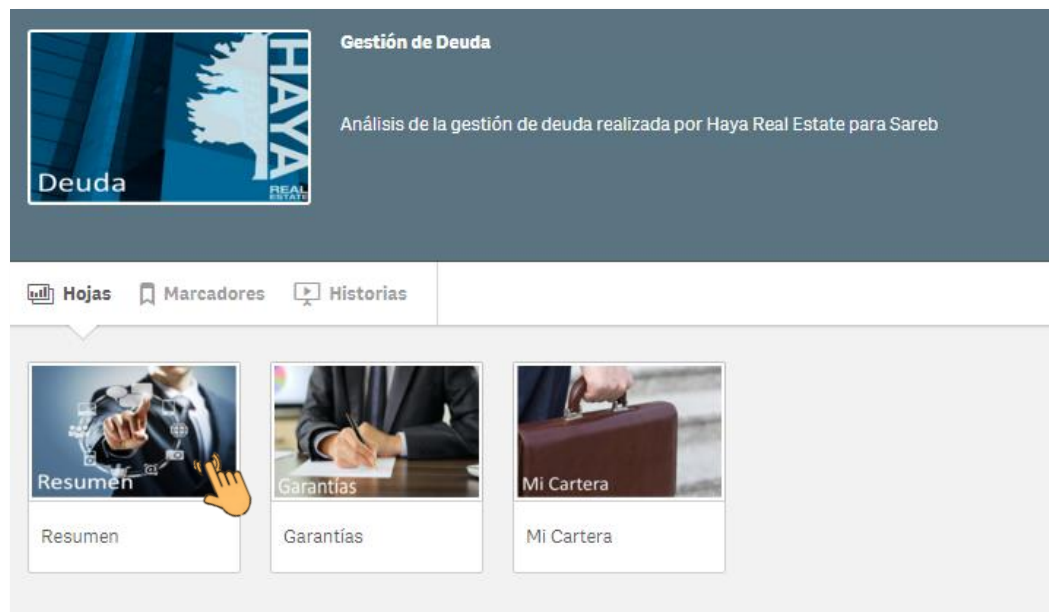 Gestión de Deuda
Análisis de la gestión de deuda realizada por Haya Real Estate para Sareb
HAYA
REAL
ESTATE
Deuda
Hojas
Marcadores
Historias
Resumen
Garantías
Mi Cartera
Resumen
Garantías
Mi Cartera